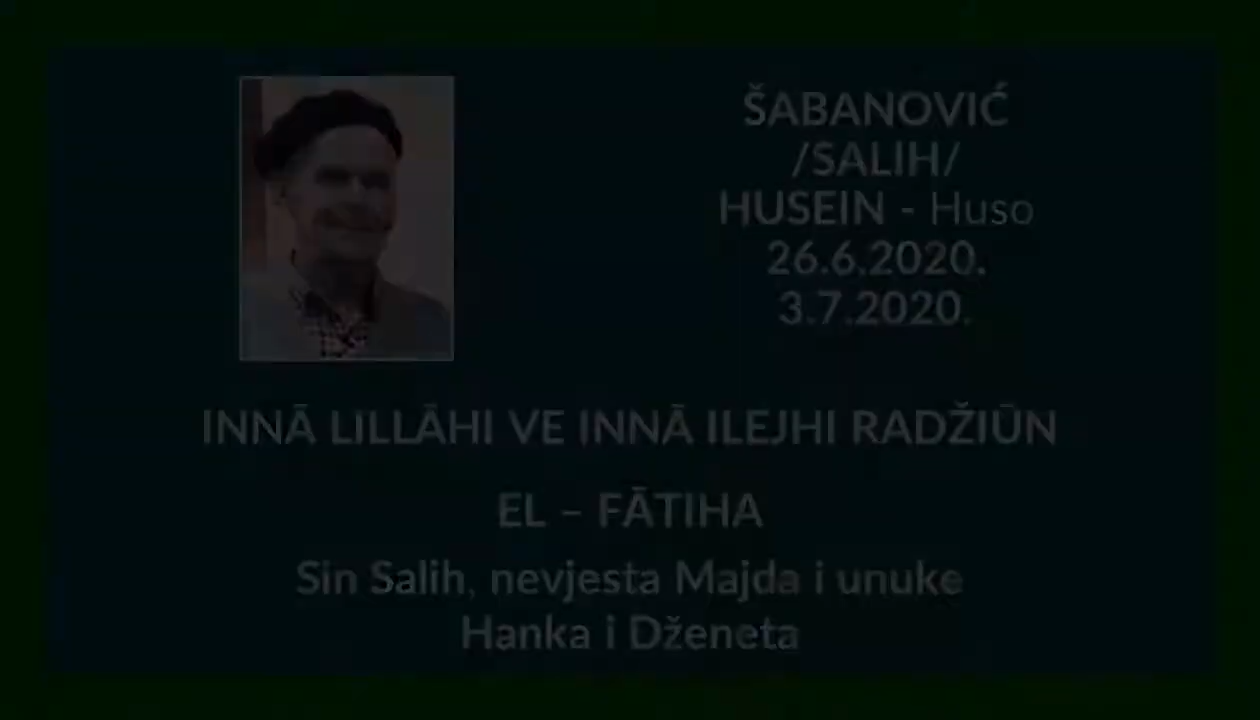 ŠABANOVIĆ
/SALIH/
HUSEIN - Huso
26.6.2020.
3.7.2020.
INNĀ LILLĀHI VE INNĀ ILEJHI RADŽIŪN
EL – FĀTIHA
Sin Salih, nevjesta Majda i unuke
Hanka i Dženeta